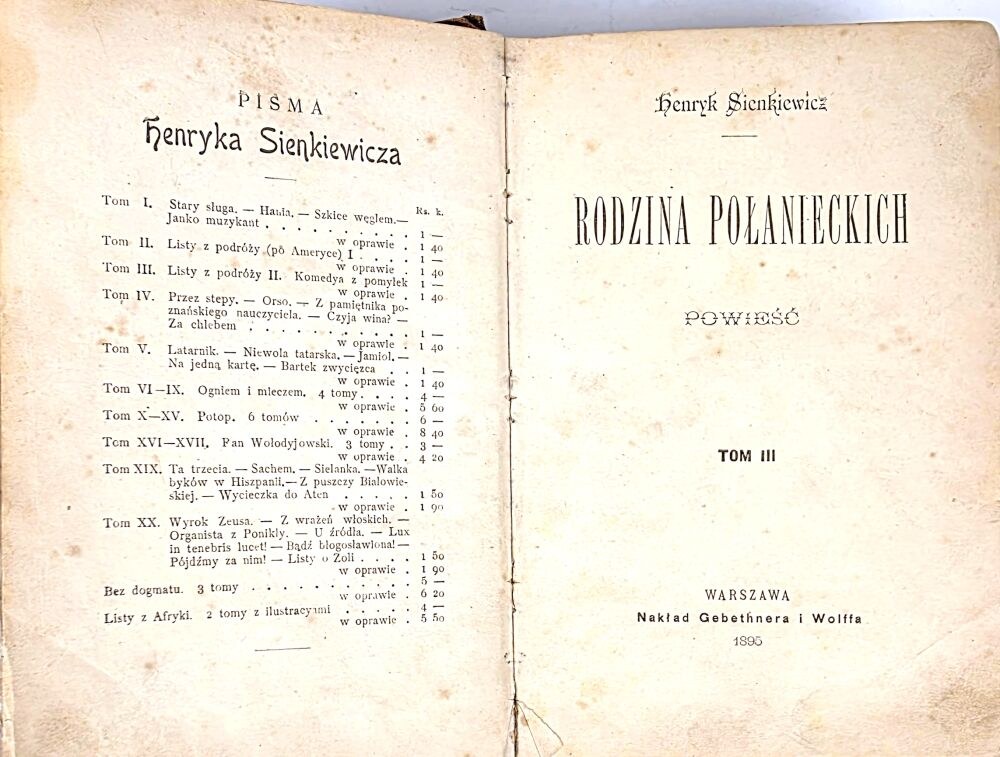 PISMA
Henryka Sienkiewicza
Rs. k.
Tom I. Stary sługa. — Hania. — Szkice węglem. —
Janko muzykant . . . . . . . . . 1 —
w oprawie . 1 40
Tom II. Listy z podróży (po Ameryce) I . . . . 1 —
w oprawie . 1 40
Tom III. Listy z podróży II. Komedya z pomyłek 1 —
w oprawie . 1 40
Tom IV. Przez stepy. — Orso. — Z pamiętnika po-
znańskiego nauczyciela. — Czyja wina? —
Za chlebem . . . . . . . . . . 1 —
w oprawie . 1 40
Tom V. Latarnik. — Niewola tatarska. — Jamioł. —
Na jedną kartę. — Bartek zwycięzca . . 1 —
w oprawie . 1 40
Tom VI—IX. Ogniem i mieczem. 4 tomy . . . . 4 —
w oprawie . 5 60
Tom X—XV. Potop. 6 tomów . . . . . . . 6 —
w oprawie . 8 40
Tom XVI—XVII. Pan Wołodyjowski. 3 tomy . . 3 —
w oprawie . 4 20
Tom XIX. Ta trzecia. — Sachem. — Sielanka. — Walka
byków w Hiszpanii. — Z puszczy Białowie-
skiej. — Wycieczka do Aten . . . . . 1 50
w oprawie . 1 90
Tom XX. Wyrok Zeusa. — Z wrażeń włoskich. —
Organista z Ponikły. — U źródła. — Lux
in tenebris lucet! — Bądź błogosławiona! —
Pójdźmy za nim! — Listy o Zoli . . . . 1 50
w oprawie . 1 90
Bez dogmatu. 3 tomy . . . . . . . . . . 5 —
w oprawie . 6 20
Listy z Afryki. 2 tomy z ilustracyami . . . . . 4 —
w oprawie . 5 50
Henryk Sienkiewicz
RODZINA POŁANIECKICH
POWIEŚĆ
TOM III
WARSZAWA
Nakład Gebethnera i Wolffa
1895